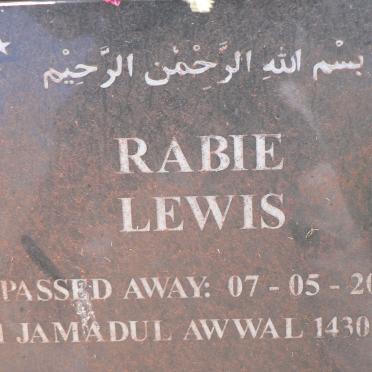 بِسْمِ اللهِ الرَّحْمٰنِ الرَّحِيْمِ
RABIE
LEWIS
PASSED AWAY: 07 - 05 - 20
JAMADUL AWWAL 1430